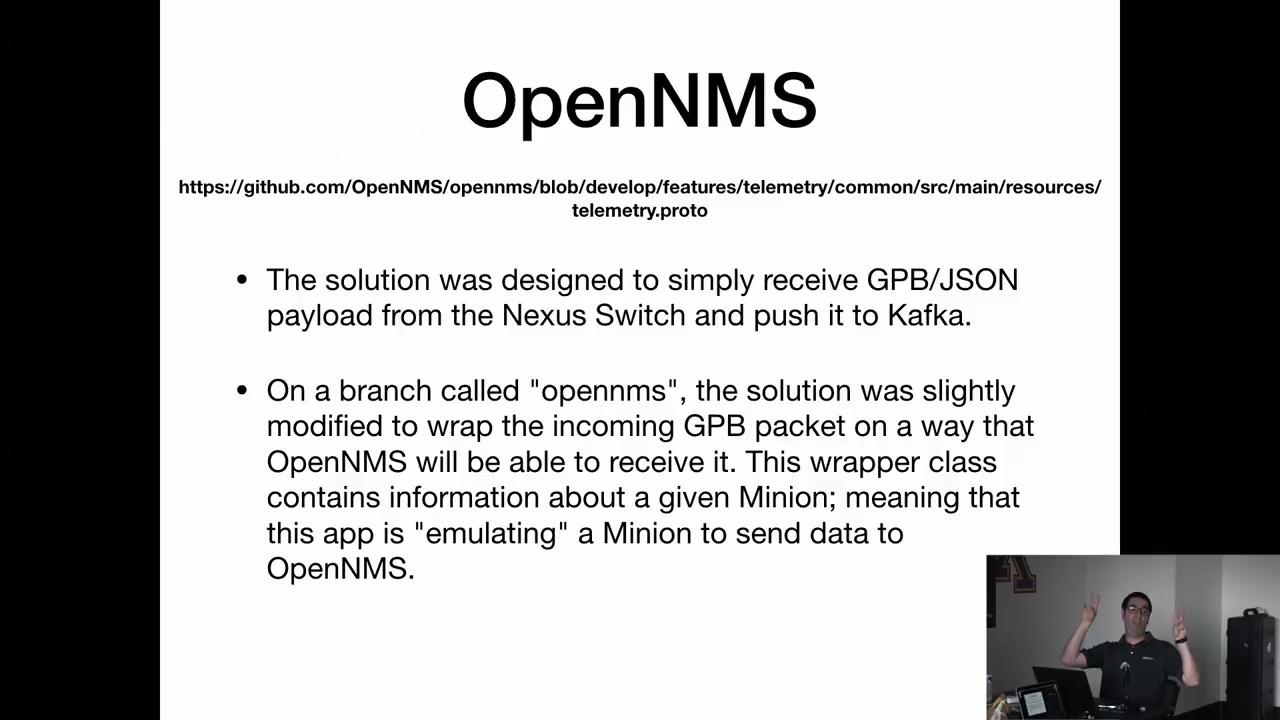 OpenNMS
https://github.com/OpenNMS/opennms/blob/develop/features/telemetry/common/src/main/resources/
telemetry.proto
• The solution was designed to simply receive GPB/JSON
payload from the Nexus Switch and push it to Kafka.
• On a branch called "opennms", the solution was slightly
modified to wrap the incoming GPB packet on a way that
OpenNMS will be able to receive it. This wrapper class
contains information about a given Minion; meaning that
this app is "emulating" a Minion to send data to
OpenNMS.